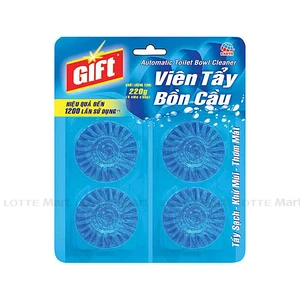 Gift
Automatic Toilet Bowl Cleaner
Viên Tẩy
Bồn Cầu
220g
HIỆU QUẢ ĐẾN
1200 LẦN SỬ DỤNG
Tẩy Sạch - Khử Mùi - Thơm Mát
LOTTE Mart